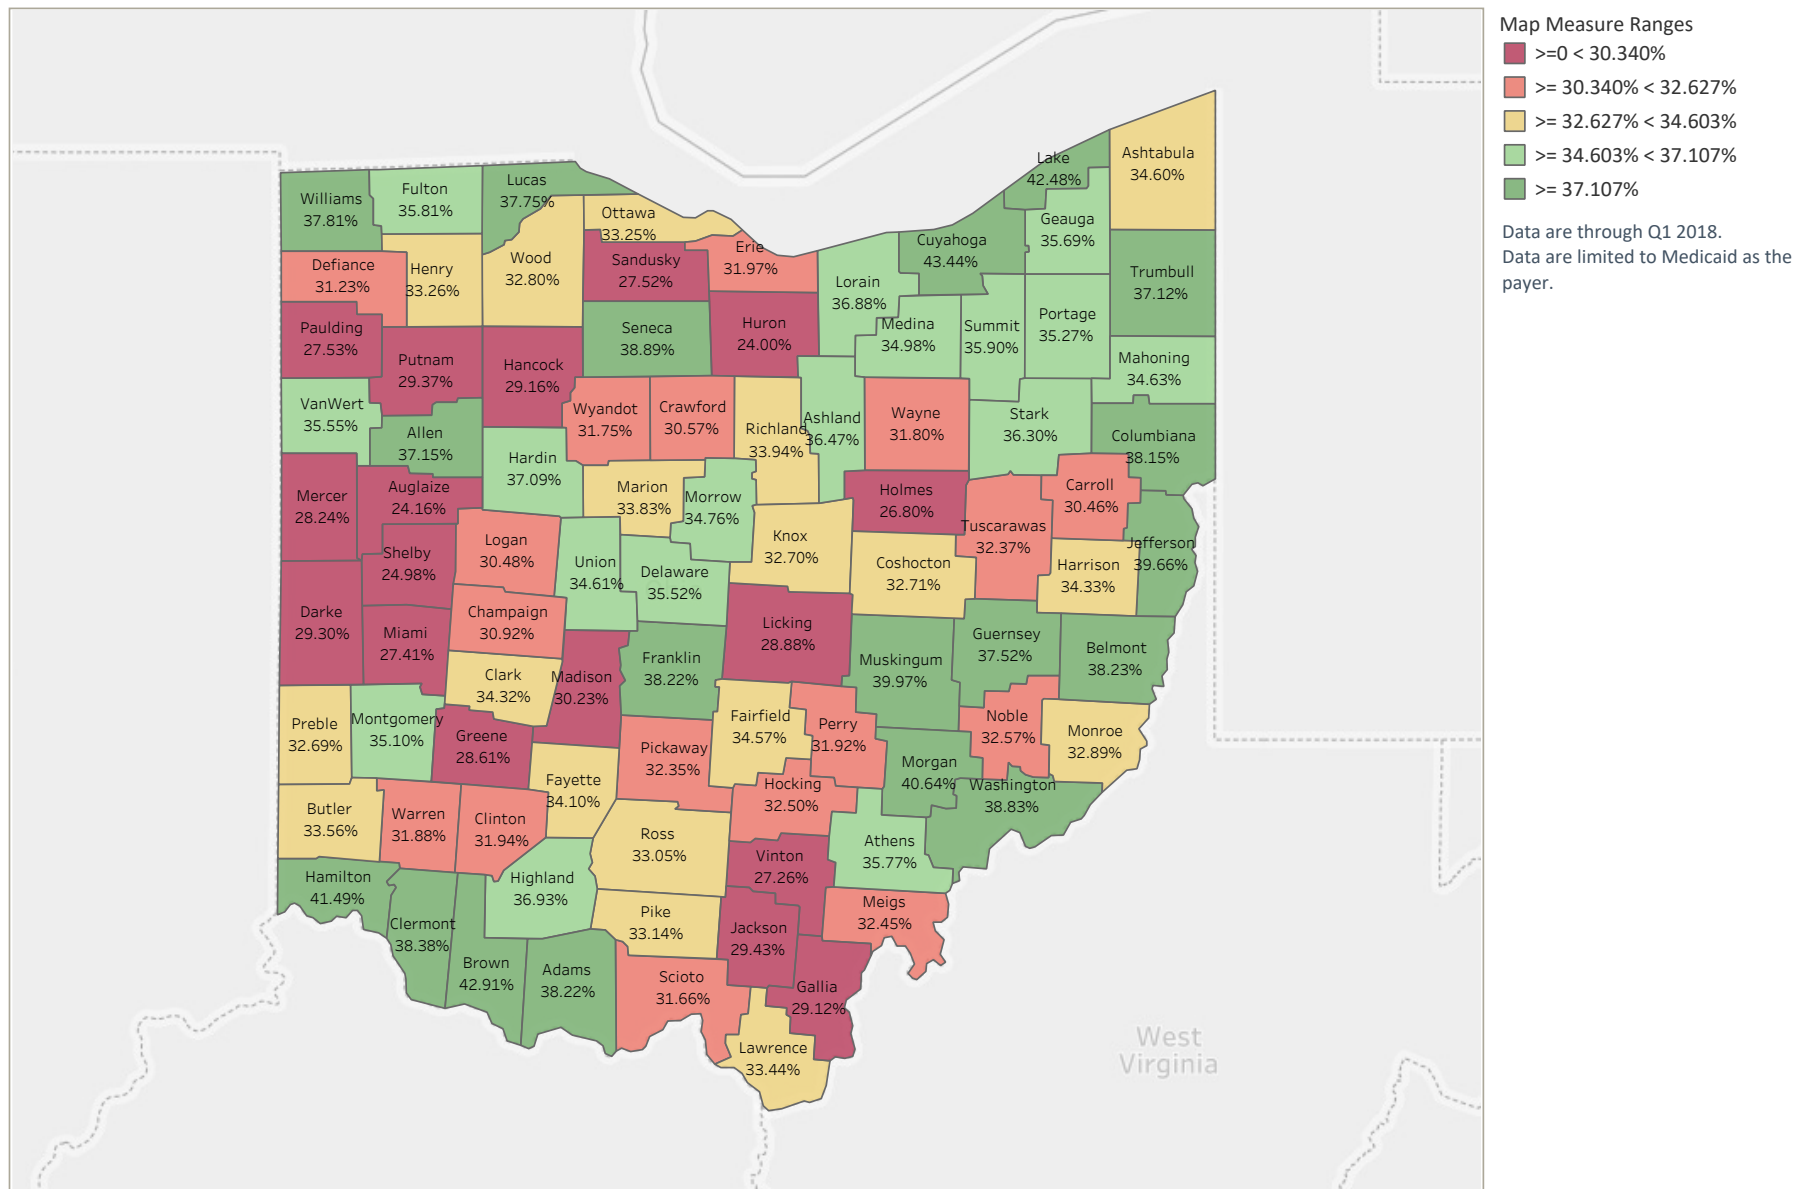 Map Measure Ranges
>=0 < 30.340%
>= 30.340% < 32.627%
>= 32.627% < 34.603%
>= 34.603% < 37.107%
>= 37.107%
Data are through Q1 2018.
Data are limited to Medicaid as the
payer.
Lake
42.48%
Ashtabula
34.60%
Williams
37.81%
Fulton
35.81%
Lucas
37.75%
Ottawa
33.25%
Geauga
35.69%
Cuyahoga
43.44%
Erie
31.97%
Wood
32.80%
Sandusky
27.52%
Defiance
31.23%
Henry
33.26%
Lorain
36.88%
Trumbull
37.12%
Paulding
27.53%
Seneca
38.89%
Huron
24.00%
Medina
34.98%
Summit
35.90%
Portage
35.27%
Putnam
29.37%
Hancock
29.16%
Mahoning
34.63%
VanWert
35.55%
Wyandot
31.75%
Crawford
30.57%
Richland
33.94%
Ashland
36.47%
Wayne
31.80%
Stark
36.30%
Columbiana
38.15%
Allen
37.15%
Hardin
37.09%
Mercer
28.24%
Auglaize
24.16%
Marion
33.83%
Morrow
34.76%
Holmes
26.80%
Carroll
30.46%
Tuscarawas
32.37%
Knox
32.70%
Logan
30.48%
Shelby
24.98%
Union
34.61%
Delaware
35.52%
Coshocton
32.71%
Harrison
34.33%
Jefferson
39.66%
Darke
29.30%
Miami
27.41%
Champaign
30.92%
Licking
28.88%
Guernsey
37.52%
Belmont
38.23%
Clark
34.32%
Madison
30.23%
Franklin
38.22%
Muskingum
39.97%
Preble
32.69%
Montgomery
35.10%
Greene
28.61%
Fairfield
34.57%
Perry
31.92%
Noble
32.57%
Monroe
32.89%
Pickaway
32.35%
Morgan
40.64%
Washington
38.83%
Fayette
34.10%
Hocking
32.50%
Butler
33.56%
Warren
31.88%
Clinton
31.94%
Ross
33.05%
Vinton
27.26%
Athens
35.77%
Hamilton
41.49%
Highland
36.93%
Clermont
38.38%
Pike
33.14%
Jackson
29.43%
Meigs
32.45%
Brown
42.91%
Adams
38.22%
Scioto
31.66%
Gallia
29.12%
Lawrence
33.44%
West
Virginia